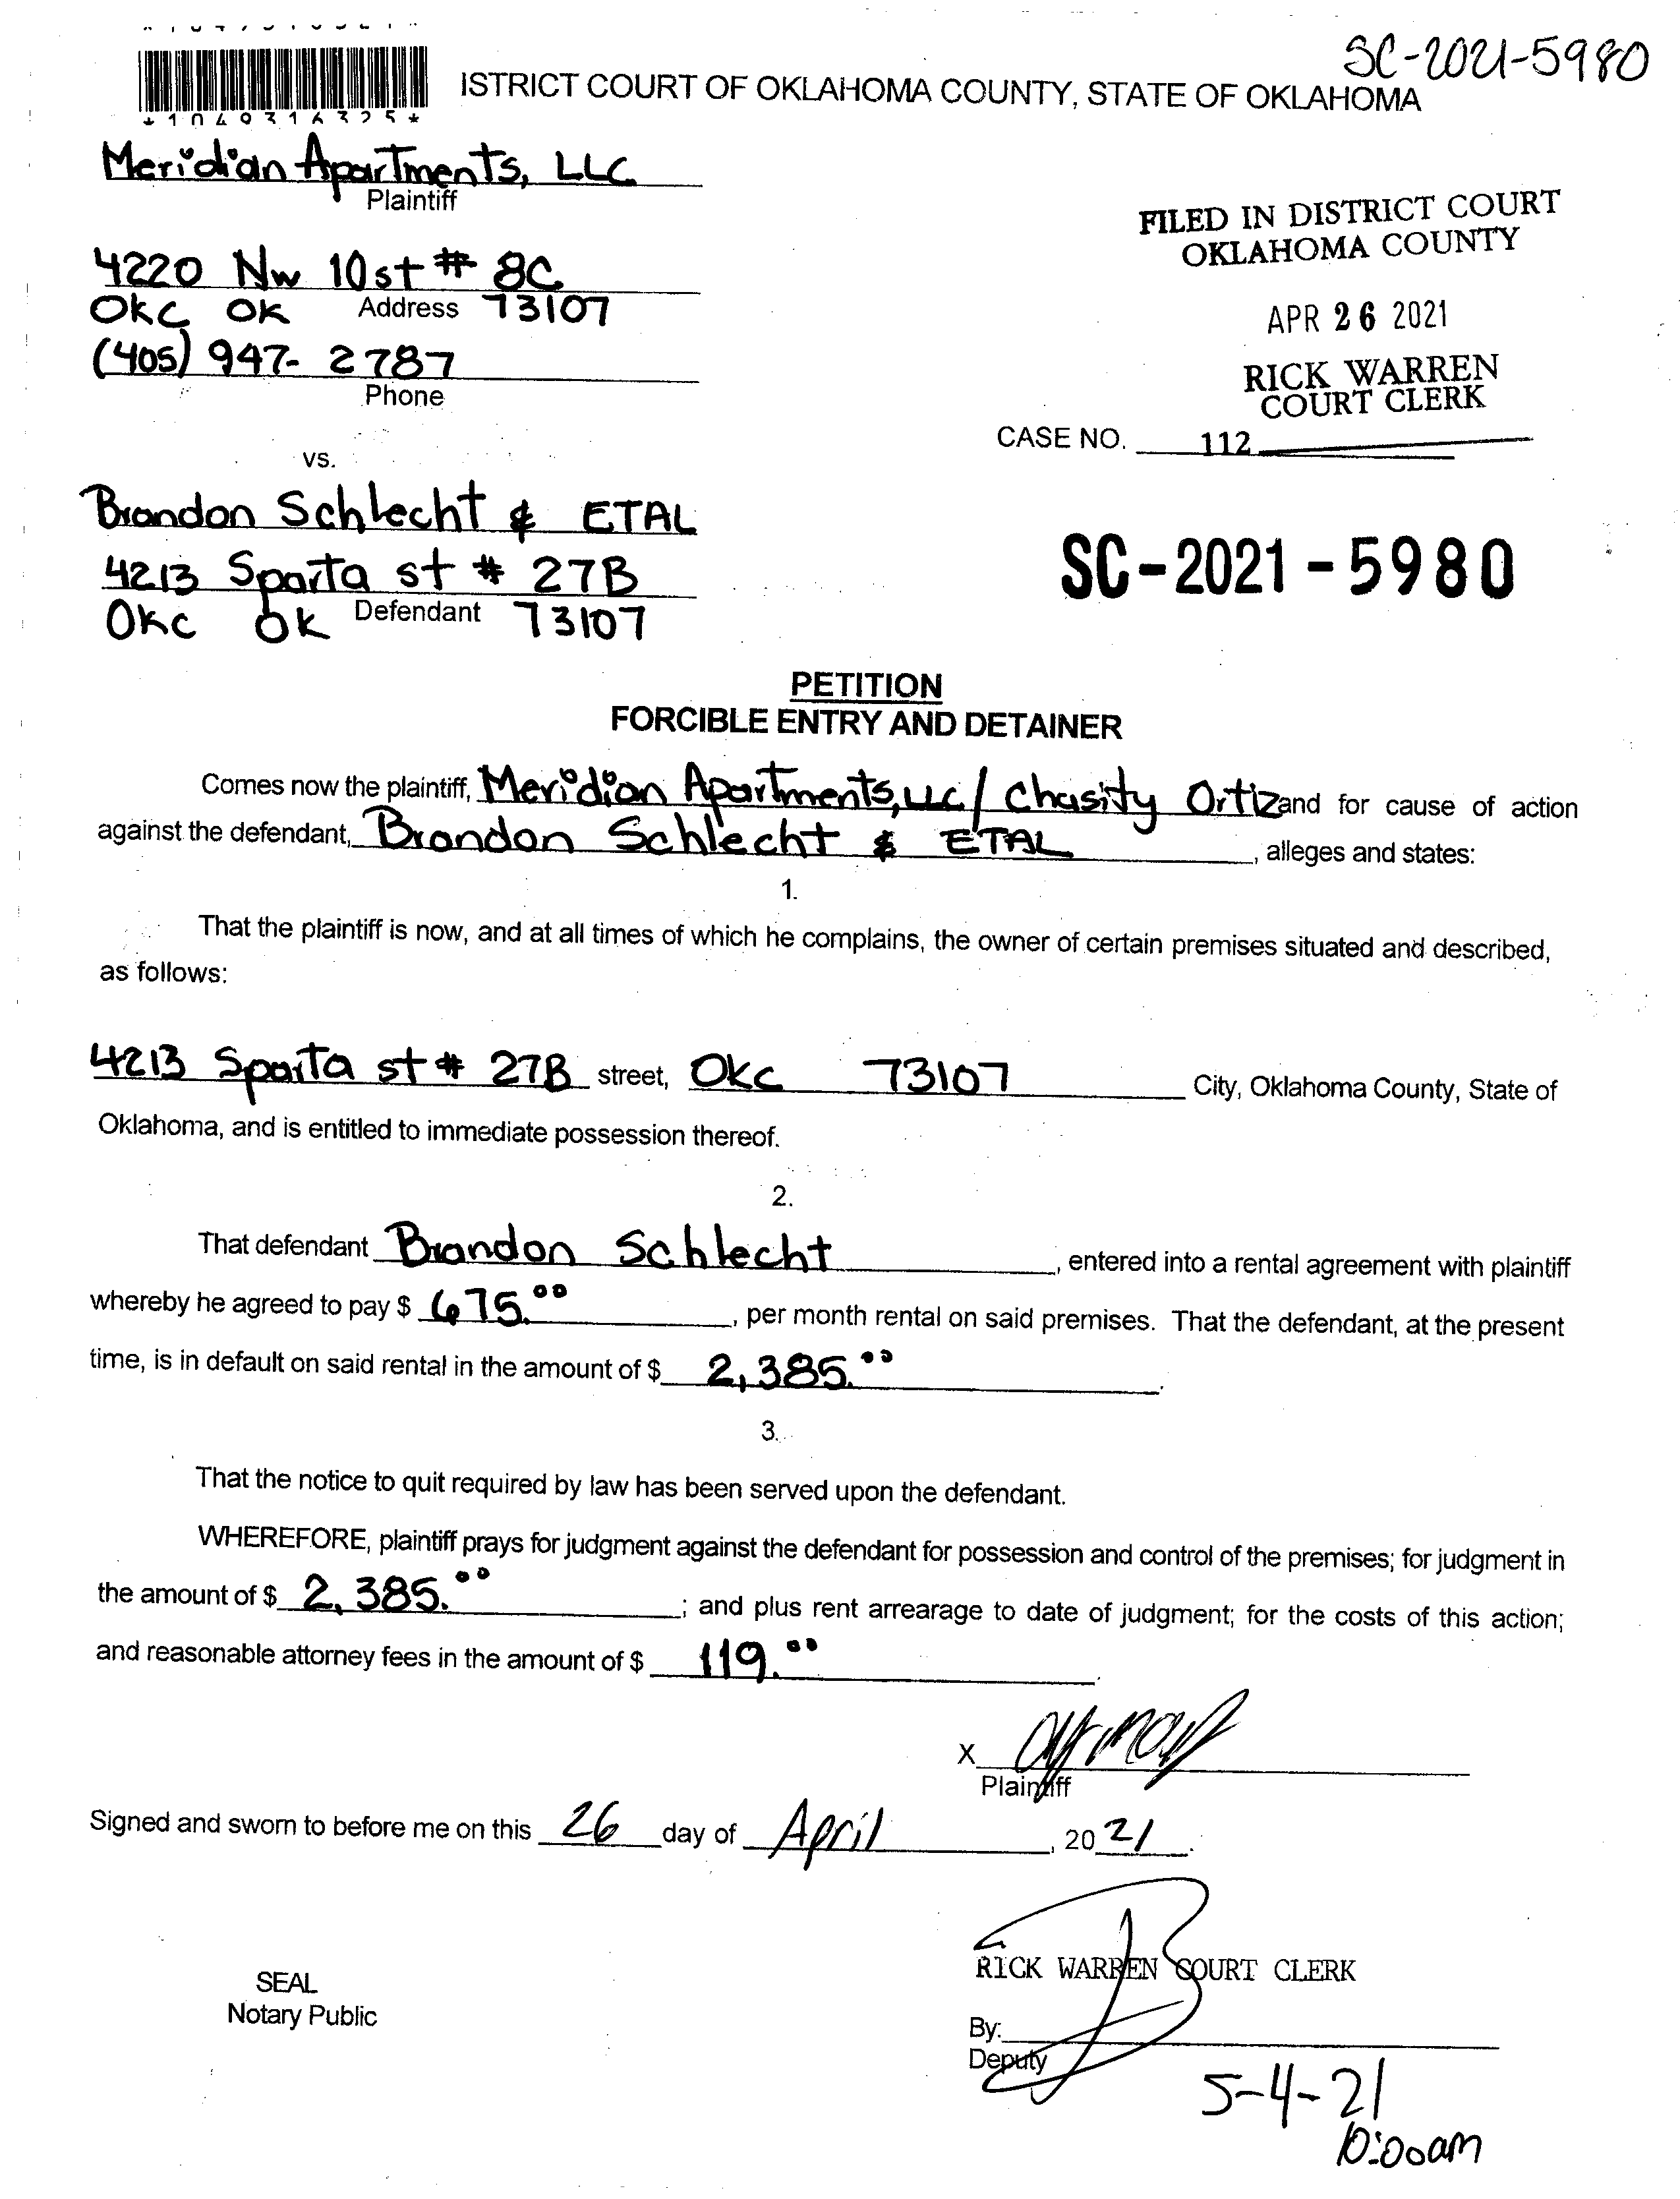 SC-2021-5980
ISTRICT COURT OF OKLAHOMA COUNTY, STATE OF OKLAHOMA
*1049316325*
Meridian Apartments, LLC
Plaintiff
4220 NW 10st # 8C
Okc OK Address 73107
(405) 947-2787
Phone
FILED IN DISTRICT COURT
OKLAHOMA COUNTY
APR 26 2021
RICK WARREN
COURT CLERK
CASE NO. 112
vs.
Brandon Schlecht & ETAL
4213 Sparta st # 27B
Okc Ok Defendant 73107
SC-2021-5980
PETITION
FORCIBLE ENTRY AND DETAINER
Comes now the plaintiff, Meridian Apartments, LLC / Chasity Ortiz and for cause of action
against the defendant, Brandon Schlecht & ETAL, alleges and states:
1.
That the plaintiff is now, and at all times of which he complains, the owner of certain premises situated and described,
as follows:
4213 Sparta st # 27B street, Okc 73107 City, Oklahoma County, State of
Oklahoma, and is entitled to immediate possession thereof.
2.
That defendant Brandon Schlecht, entered into a rental agreement with plaintiff
whereby he agreed to pay $ 675.00, per month rental on said premises. That the defendant, at the present
time, is in default on said rental in the amount of $ 2,385.00.
3.
That the notice to quit required by law has been served upon the defendant.
WHEREFORE, plaintiff prays for judgment against the defendant for possession and control of the premises; for judgment in
the amount of $ 2,385.00; and plus rent arrearage to date of judgment; for the costs of this action;
and reasonable attorney fees in the amount of $ 119.00.
X
Plaintiff
Signed and sworn to before me on this 26 day of April, 2021.
RICK WARREN COURT CLERK
SEAL
Notary Public
By:
Deputy
5-4-21
10:00am